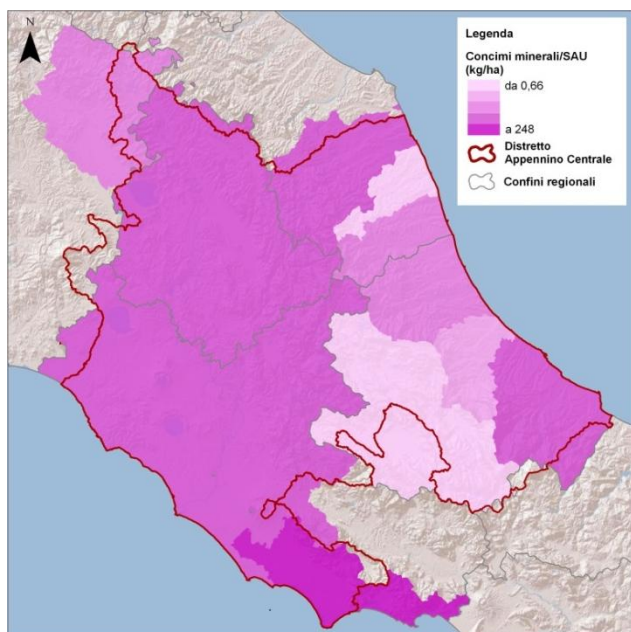 N
Legenda
Concimi minerali/SAU
(kg/ha)
da 0,66
a 248
Distretto
Appennino Centrale
Confini regionali